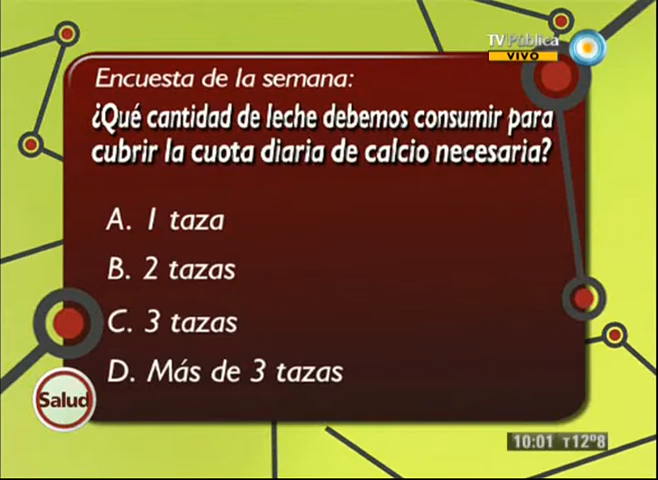 TV Pública
VIVO
Encuesta de la semana:
¿Qué cantidad de leche debemos consumir para
cubrir la cuota diaria de calcio necesaria?
A. 1 taza
B. 2 tazas
C. 3 tazas
D. Más de 3 tazas
Salud
10:01 T12°8